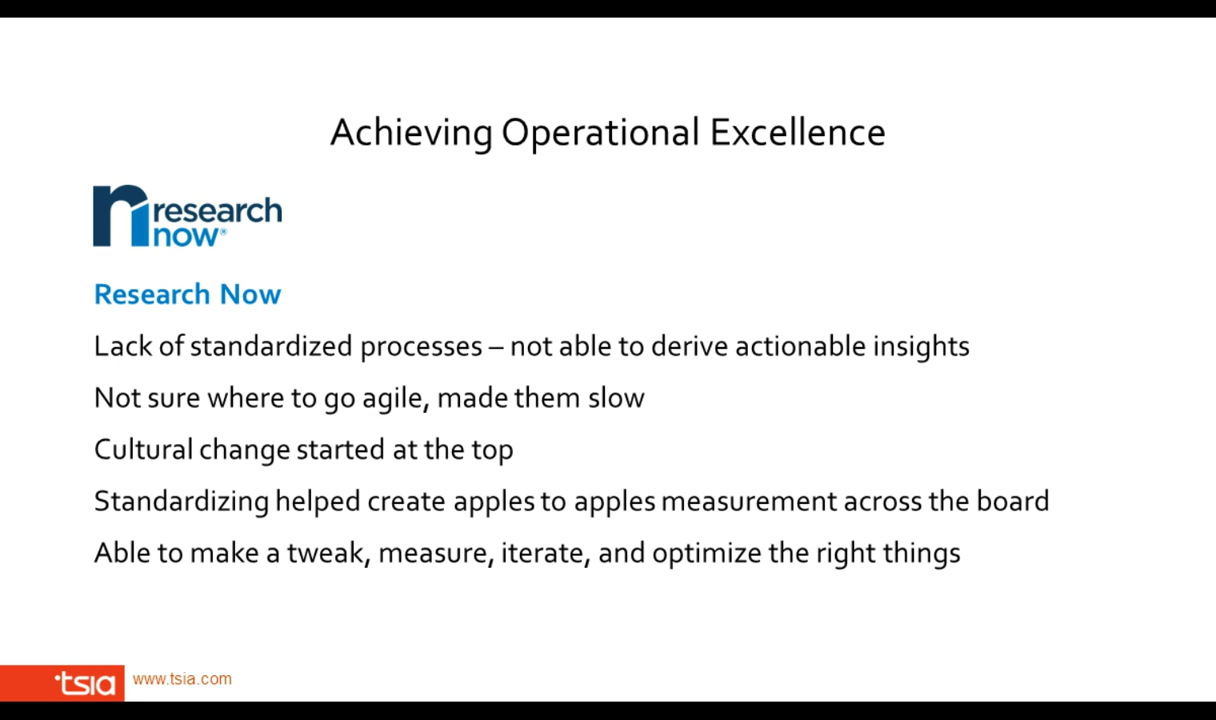 Achieving Operational Excellence
research
now®
Research Now
Lack of standardized processes – not able to derive actionable insights
Not sure where to go agile, made them slow
Cultural change started at the top
Standardizing helped create apples to apples measurement across the board
Able to make a tweak, measure, iterate, and optimize the right things
tsia www.tsia.com